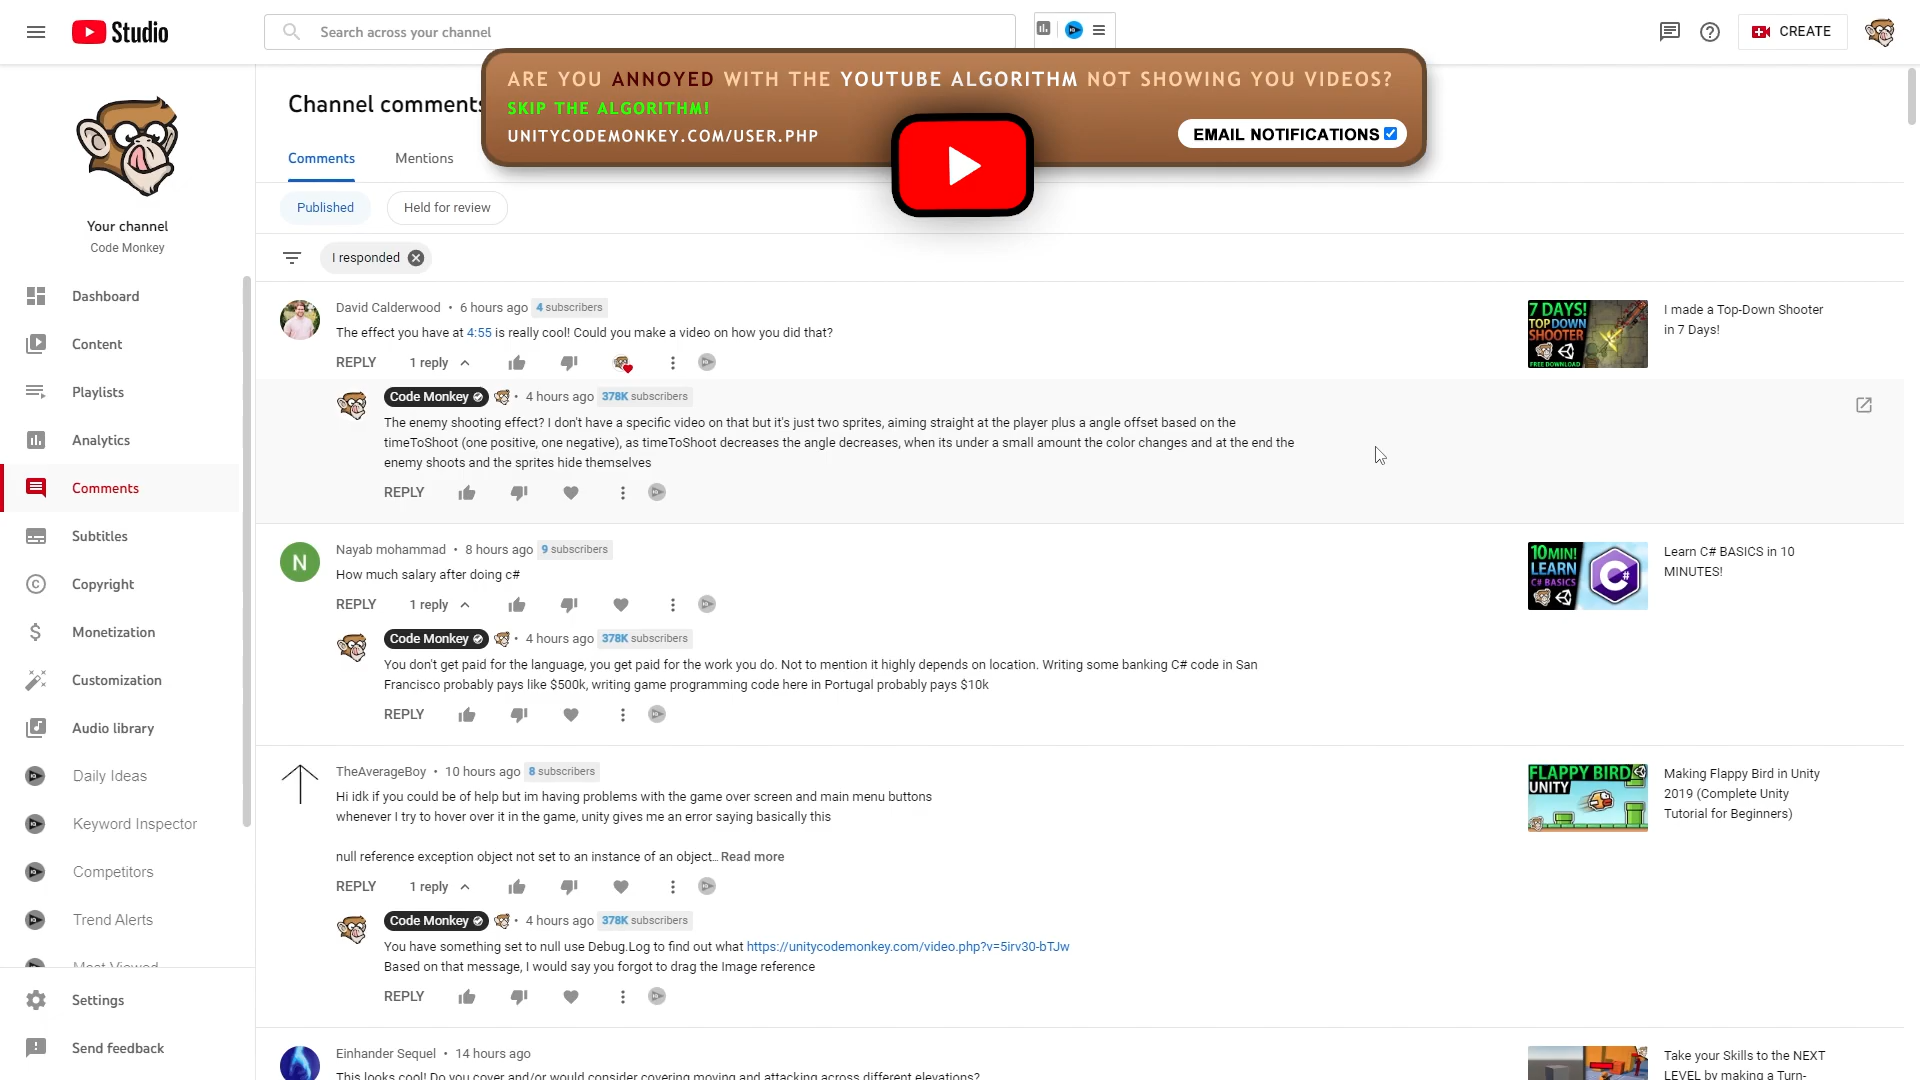 Studio
Search across your channel
CREATE
ARE YOU ANNOYED WITH THE YOUTUBE ALGORITHM NOT SHOWING YOU VIDEOS?
SKIP THE ALGORITHM!
UNITYCODEMONKEY.COM/USER.PHP
EMAIL NOTIFICATIONS
Channel comments
Comments
Mentions
Published
Held for review
I responded
Your channel
Code Monkey
Dashboard
Content
Playlists
Analytics
Comments
Subtitles
Copyright
Monetization
Customization
Audio library
Daily Ideas
Keyword Inspector
Competitors
Trend Alerts
Most Viewed
Settings
Send feedback
David Calderwood • 6 hours ago 4 subscribers
The effect you have at 4:55 is really cool! Could you make a video on how you did that?
REPLY 1 reply
7 DAYS!
TOP DOWN
SHOOTER
FREE DOWNLOAD
I made a Top-Down Shooter
in 7 Days!
Code Monkey • 4 hours ago 378K subscribers
The enemy shooting effect? I don't have a specific video on that but it's just two sprites, aiming straight at the player plus a angle offset based on the
timeToShoot (one positive, one negative), as timeToShoot decreases the angle decreases, when its under a small amount the color changes and at the end the
enemy shoots and the sprites hide themselves
REPLY
N
Nayab mohammad • 8 hours ago 9 subscribers
How much salary after doing c#
REPLY 1 reply
10MIN!
LEARN
C# BASICS
C#
Learn C# BASICS in 10
MINUTES!
Code Monkey • 4 hours ago 378K subscribers
You don't get paid for the language, you get paid for the work you do. Not to mention it highly depends on location. Writing some banking C# code in San
Francisco probably pays like $500k, writing game programming code here in Portugal probably pays $10k
REPLY
TheAverageBoy • 10 hours ago 8 subscribers
Hi idk if you could be of help but im having problems with the game over screen and main menu buttons
whenever I try to hover over it in the game, unity gives me an error saying basically this
null reference exception object not set to an instance of an object... Read more
REPLY 1 reply
FLAPPY BIRD
UNITY
Making Flappy Bird in Unity
2019 (Complete Unity
Tutorial for Beginners)
Code Monkey • 4 hours ago 378K subscribers
You have something set to null use Debug.Log to find out what https://unitycodemonkey.com/video.php?v=5irv30-bTJw
Based on that message, I would say you forgot to drag the Image reference
REPLY
Einhander Sequel • 14 hours ago
This looks cool! Do you cover and/or would consider covering moving and attacking across different elevations?
Take your Skills to the NEXT
LEVEL by making a Turn-